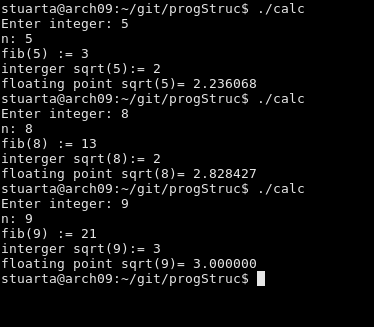 stuarta@arch09:~/git/progStruc$ ./calc
Enter integer: 5
n: 5
fib(5) := 3
interger sqrt(5):= 2
floating point sqrt(5)= 2.236068
stuarta@arch09:~/git/progStruc$ ./calc
Enter integer: 8
n: 8
fib(8) := 13
interger sqrt(8):= 2
floating point sqrt(8)= 2.828427
stuarta@arch09:~/git/progStruc$ ./calc
Enter integer: 9
n: 9
fib(9) := 21
interger sqrt(9):= 3
floating point sqrt(9)= 3.000000
stuarta@arch09:~/git/progStruc$